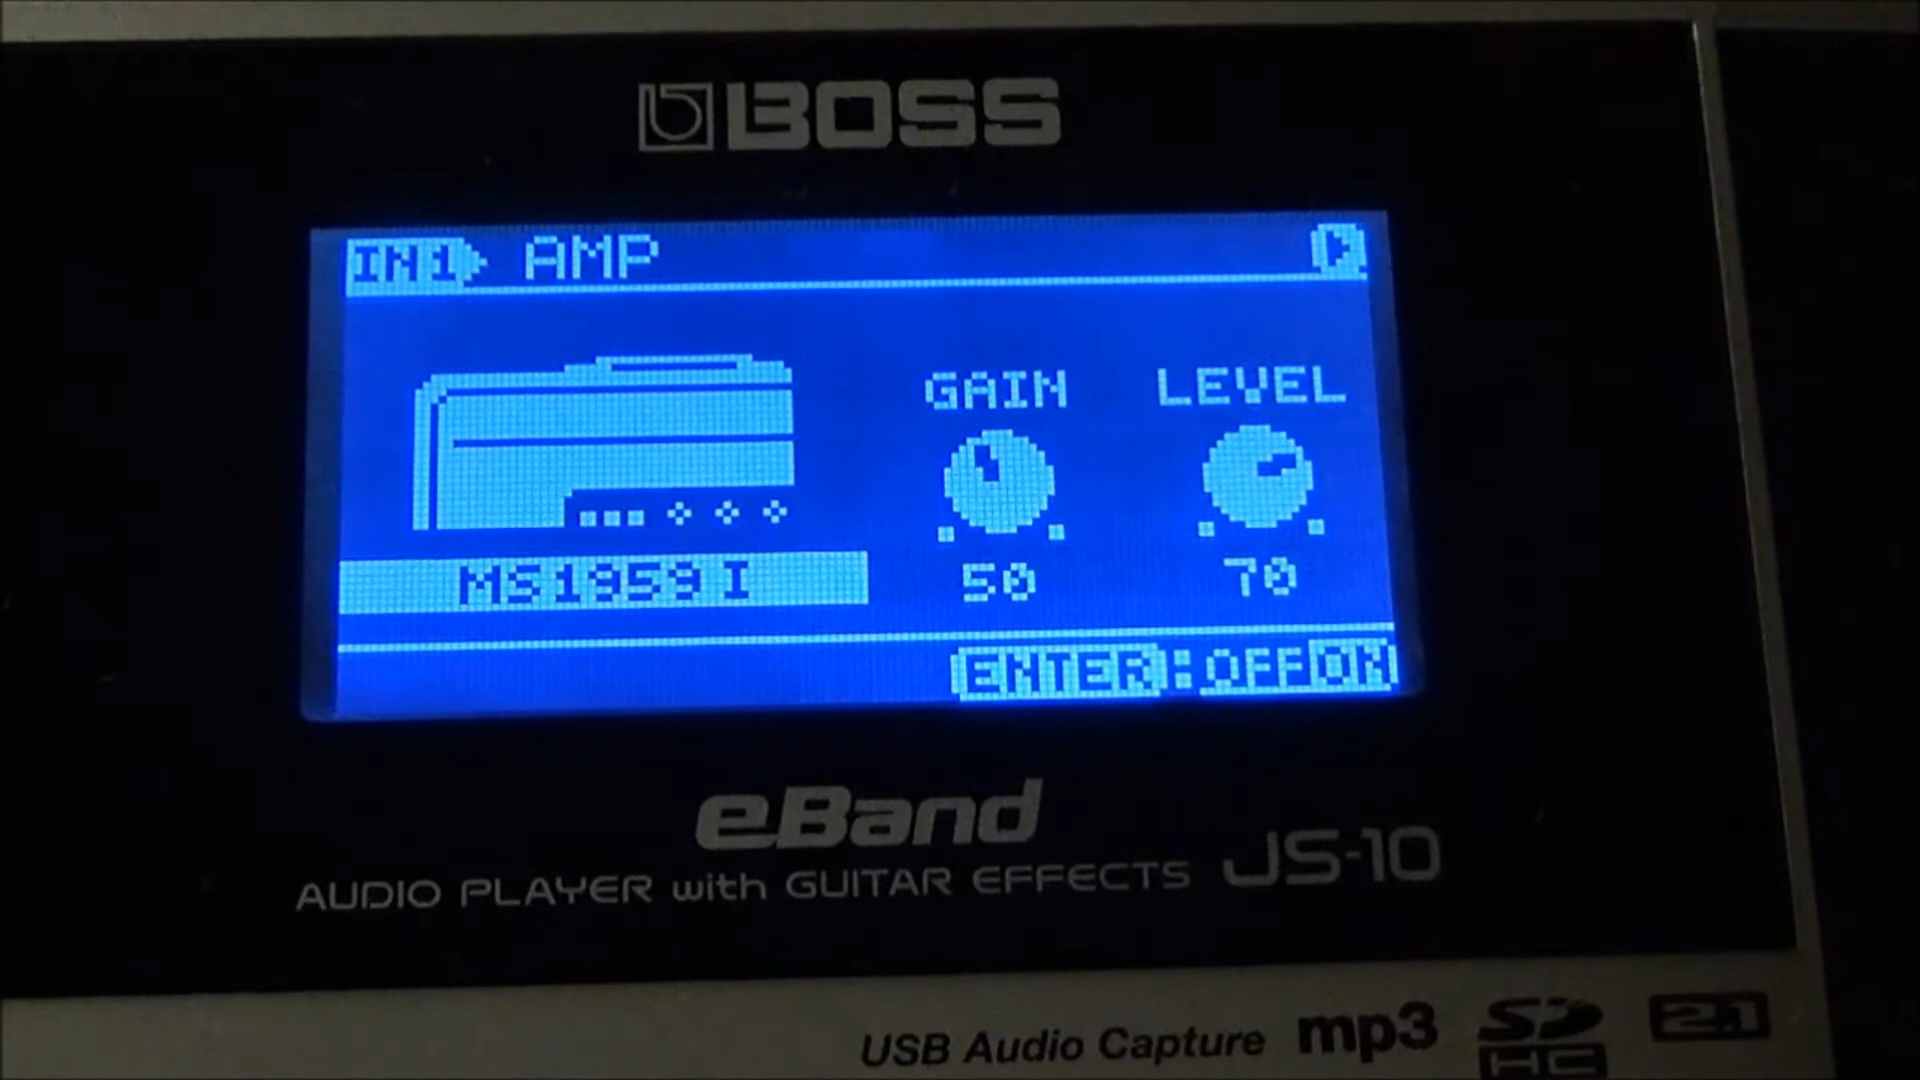 BOSS
IN1 AMP
GAIN LEVEL
MS1959 I 50 70
ENTER:OFF ON
eBand
AUDIO PLAYER with GUITAR EFFECTS JS-10
USB Audio Capture mp3 SD HC 2.1